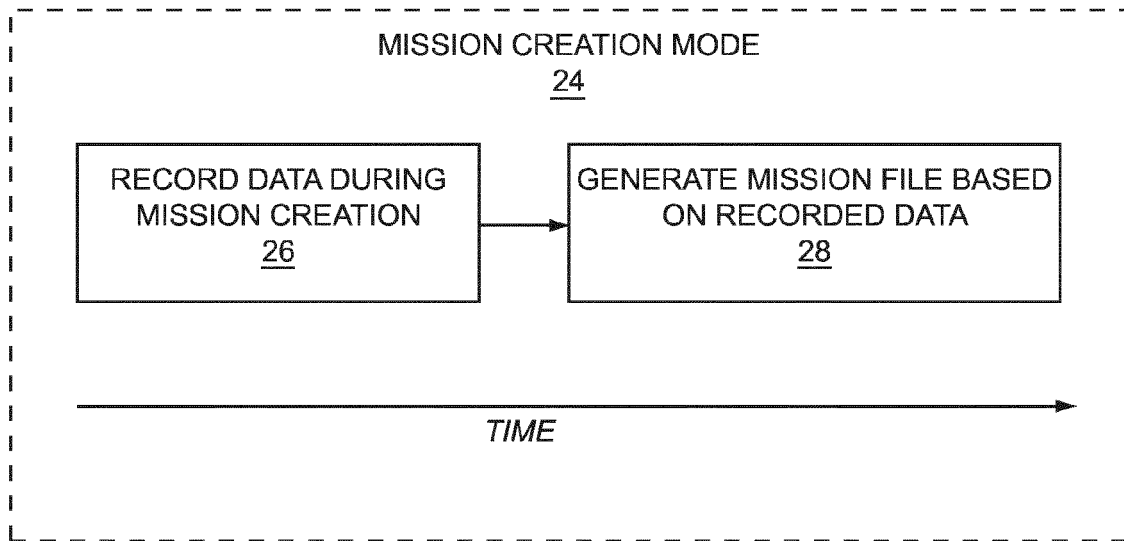 MISSION CREATION MODE
24
RECORD DATA DURING
MISSION CREATION
26
GENERATE MISSION FILE BASED
ON RECORDED DATA
28
TIME